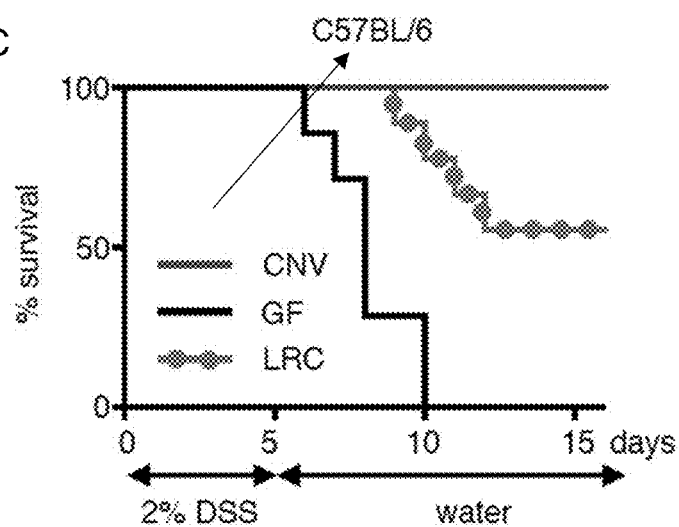 C
C57BL/6
100
50
0
% survival
CNV
GF
LRC
0 5 10 15 days
2% DSS water